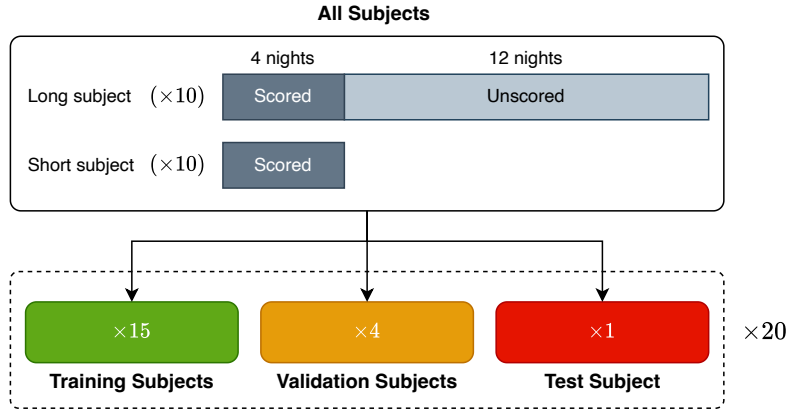 All Subjects
4 nights 12 nights
Long subject (×10) Scored Unscored
Short subject (×10) Scored
×15 ×4 ×1 ×20
Training Subjects Validation Subjects Test Subject